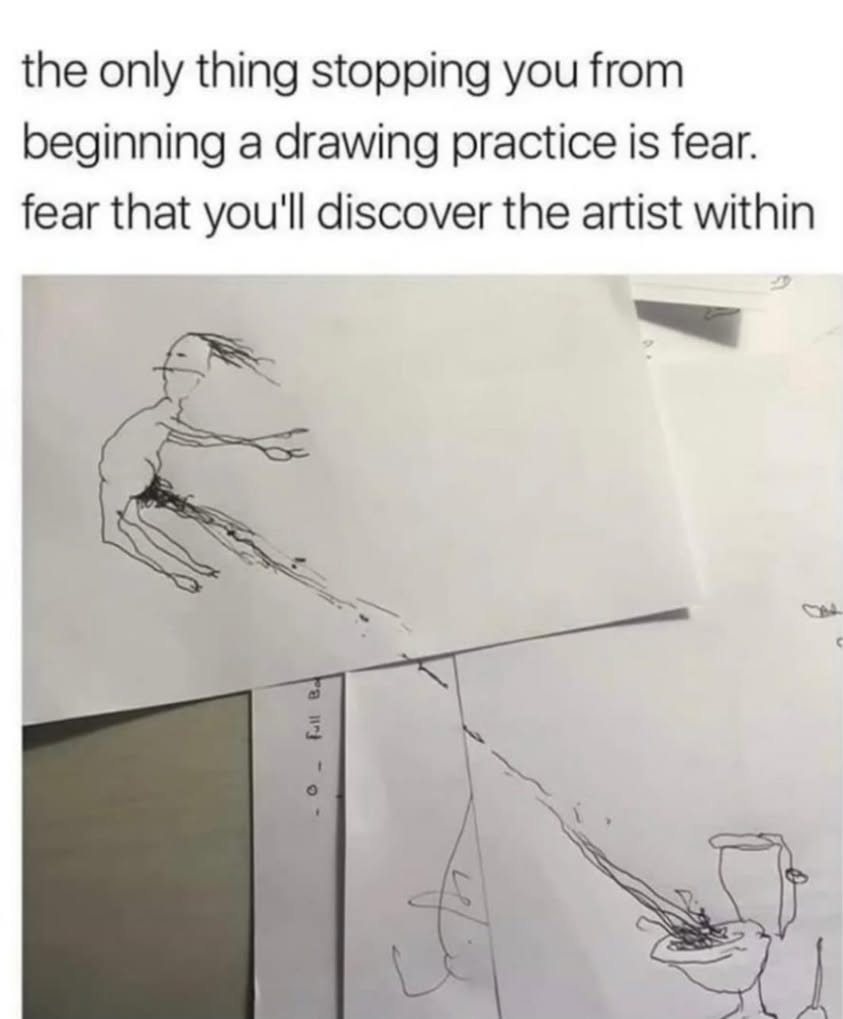 the only thing stopping you from
beginning a drawing practice is fear.
fear that you'll discover the artist within
- o - full